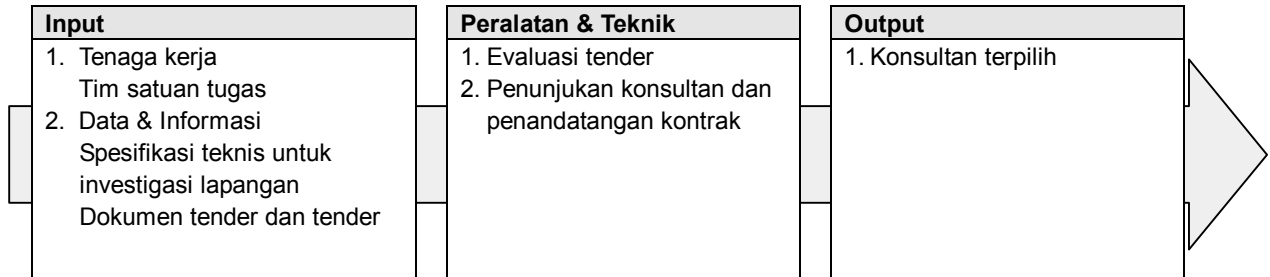 Input
1. Tenaga kerja
Tim satuan tugas
2. Data & Informasi
Spesifikasi teknis untuk
investigasi lapangan
Dokumen tender dan tender
Peralatan & Teknik
1. Evaluasi tender
2. Penunjukan konsultan dan
penandatangan kontrak
Output
1. Konsultan terpilih